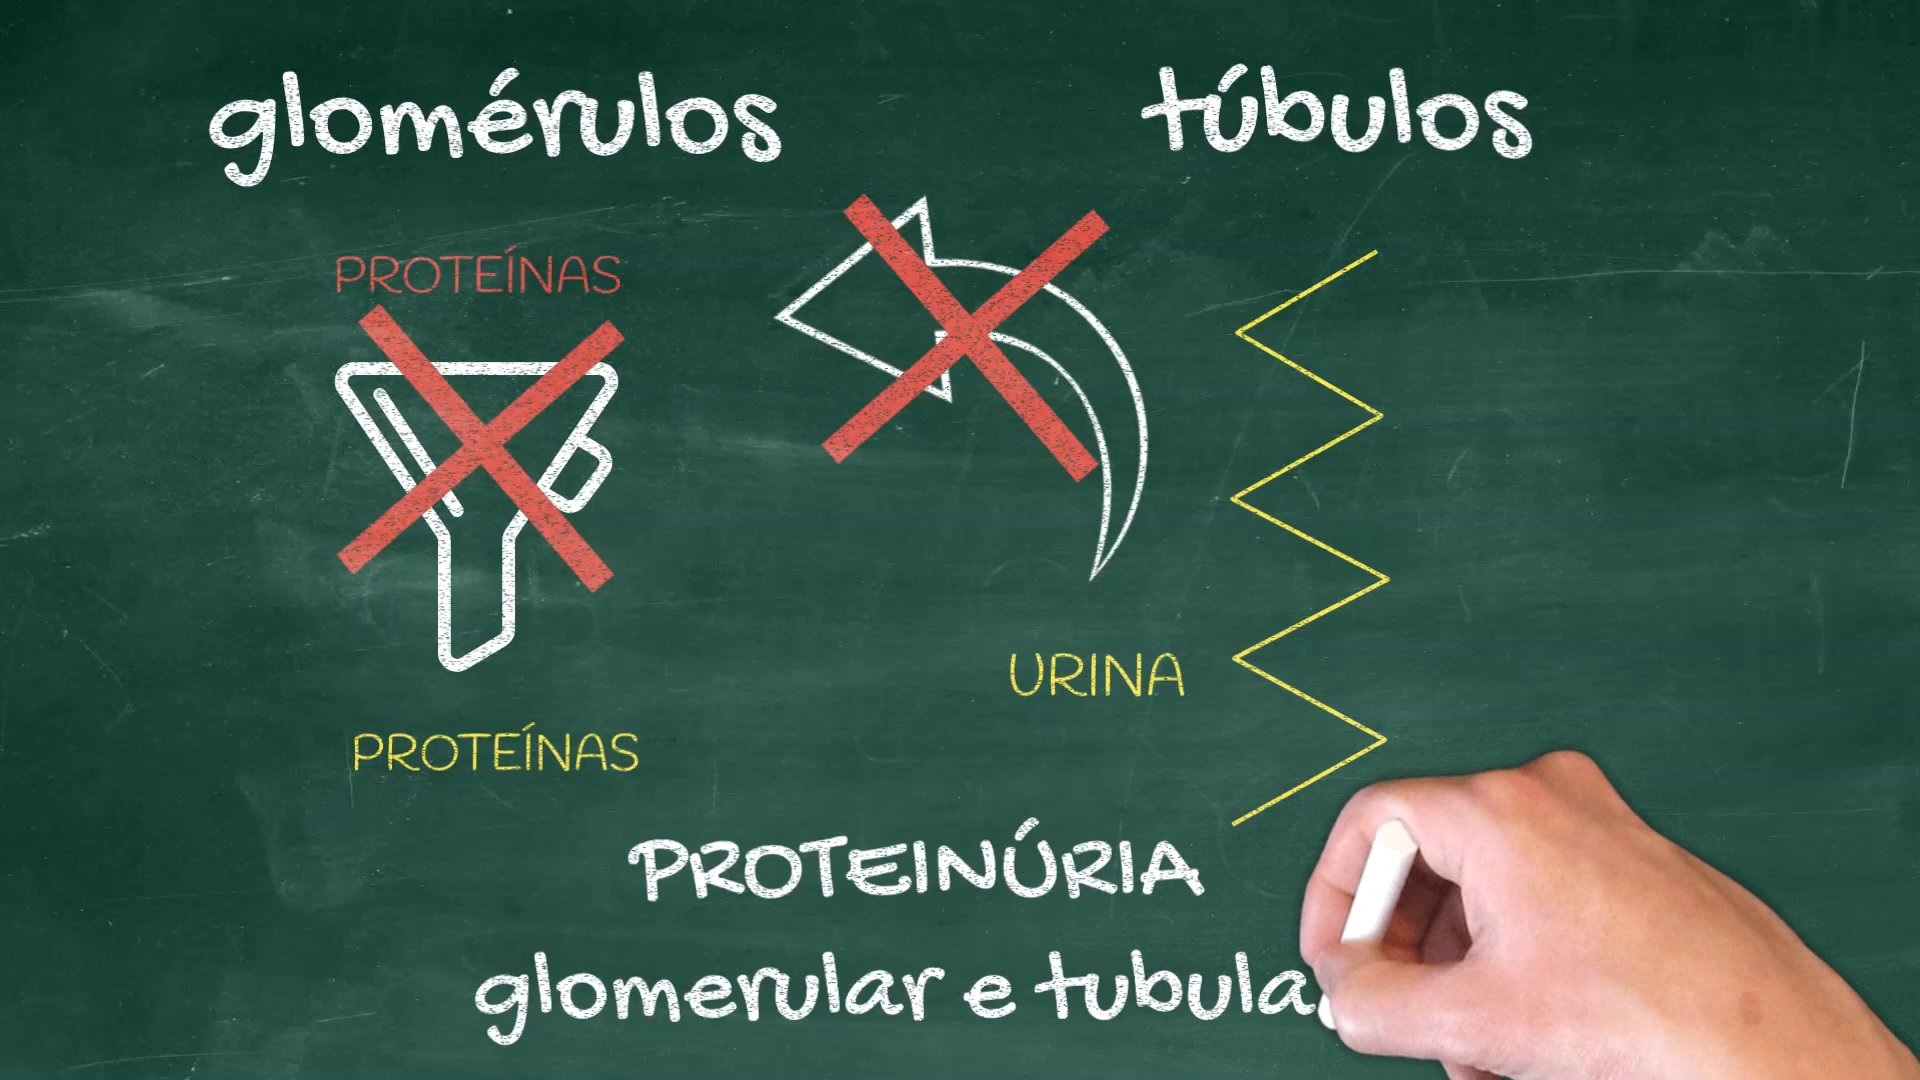 glomérulos
túbulos
PROTEÍNAS
URINA
PROTEÍNAS
PROTEINÚRIA
glomerular e tubula